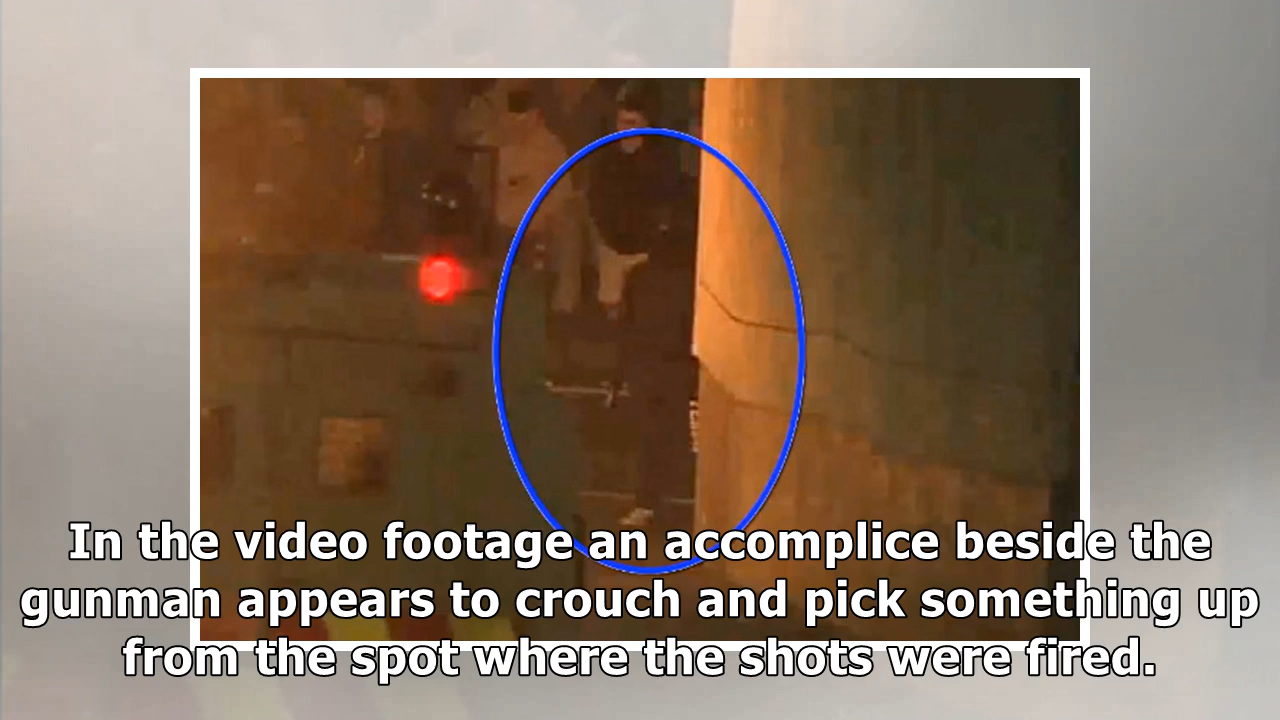 In the video footage an accomplice beside the
gunman appears to crouch and pick something up
from the spot where the shots were fired.